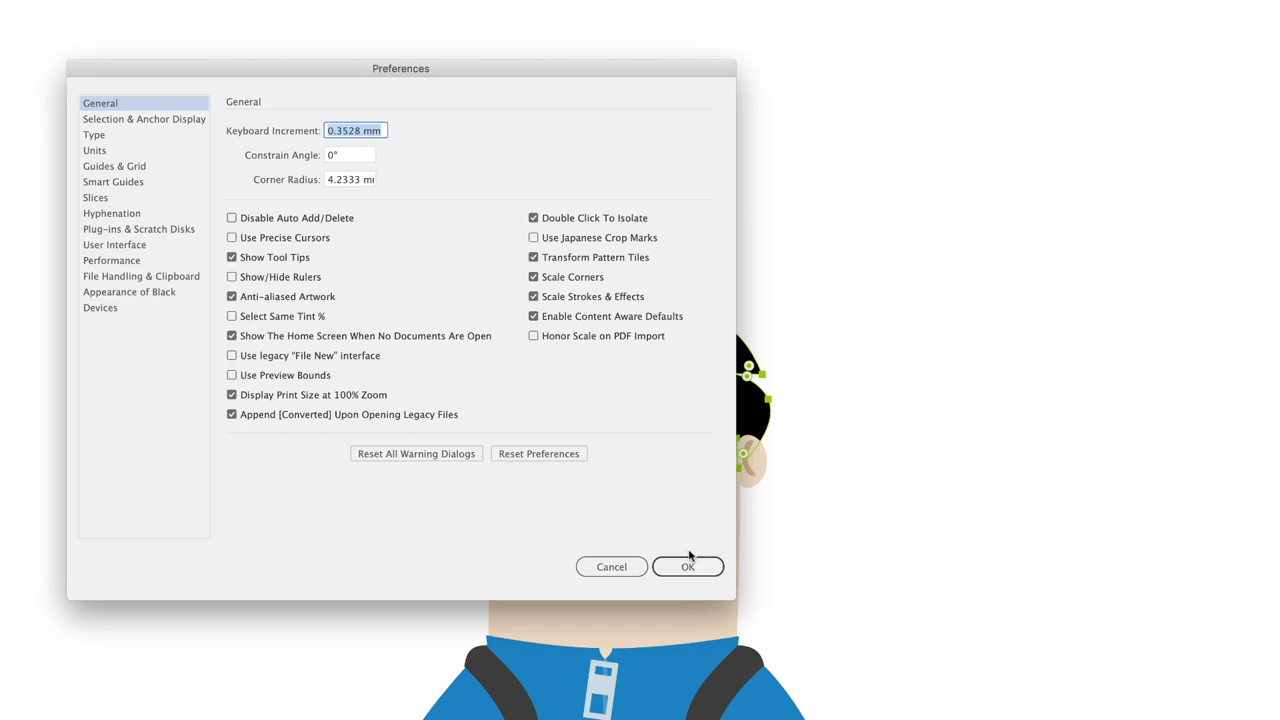 Preferences
General
Selection & Anchor Display
Type
Units
Guides & Grid
Smart Guides
Slices
Hyphenation
Plug-ins & Scratch Disks
User Interface
Performance
File Handling & Clipboard
Appearance of Black
Devices
General
Keyboard Increment: 0.3528 mm
Constrain Angle: 0°
Corner Radius: 4.2333 m
Disable Auto Add/Delete
Use Precise Cursors
Show Tool Tips
Show/Hide Rulers
Anti-aliased Artwork
Select Same Tint %
Show The Home Screen When No Documents Are Open
Use legacy "File New" interface
Use Preview Bounds
Display Print Size at 100% Zoom
Append [Converted] Upon Opening Legacy Files
Double Click To Isolate
Use Japanese Crop Marks
Transform Pattern Tiles
Scale Corners
Scale Strokes & Effects
Enable Content Aware Defaults
Honor Scale on PDF Import
Reset All Warning Dialogs
Reset Preferences
Cancel
OK